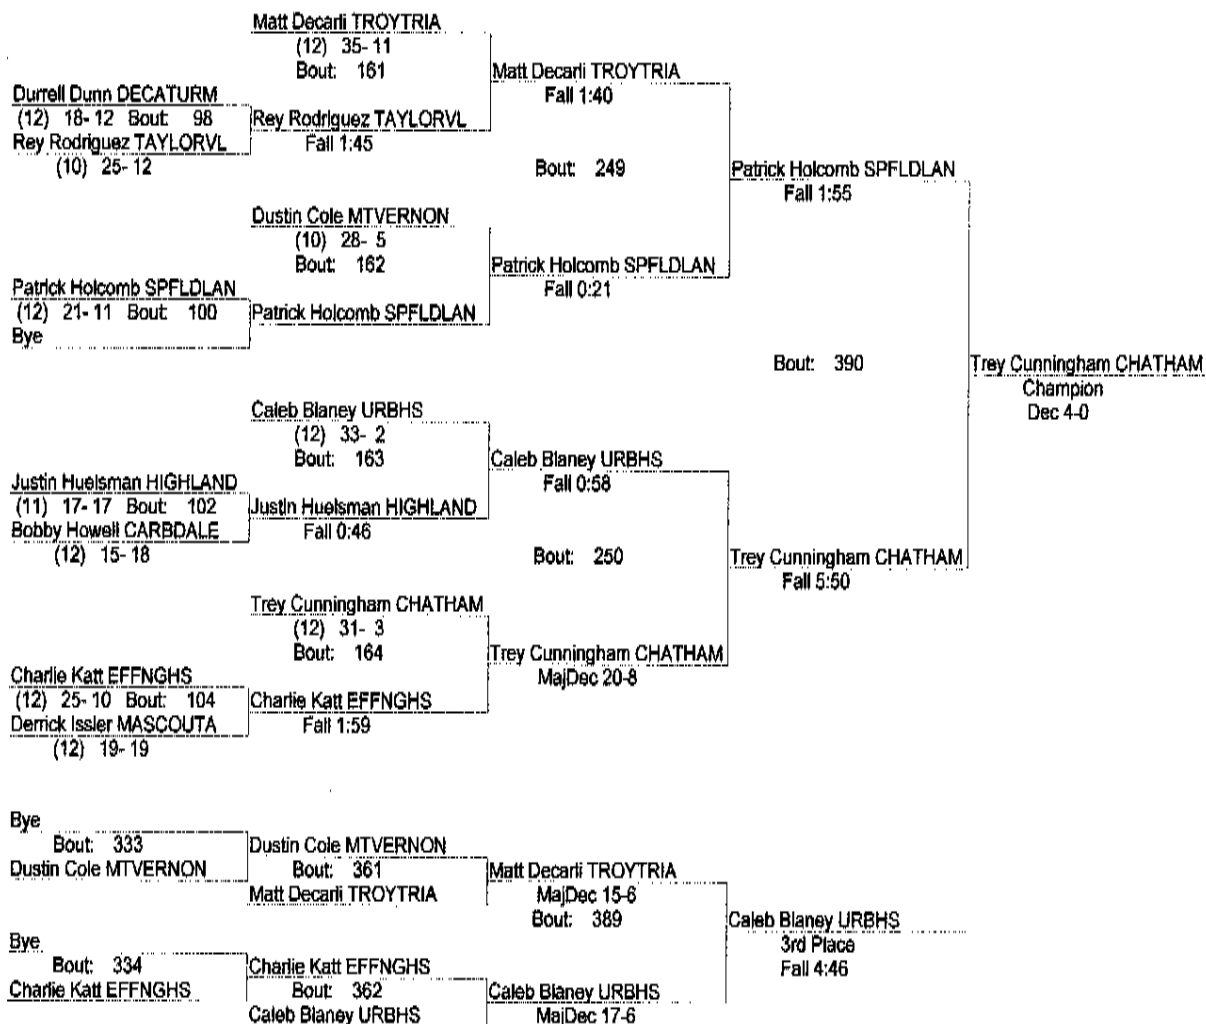 Matt Decarli TROYTRIA
(12) 35- 11
Bout: 161
Matt Decarli TROYTRIA
Fall 1:40
Durrell Dunn DECATURM
(12) 18- 12 Bout: 98
Rey Rodriguez TAYLORVL
Rey Rodriguez TAYLORVL
Fall 1:45
(10) 25- 12
Bout: 249
Patrick Holcomb SPFLDLAN
Fall 1:55
Dustin Cole MTVERNON
(10) 28- 5
Bout: 162
Patrick Holcomb SPFLDLAN
Fall 0:21
Patrick Holcomb SPFLDLAN
(12) 21- 11 Bout: 100
Patrick Holcomb SPFLDLAN
Bye
Bout: 390
Trey Cunningham CHATHAM
Champion
Dec 4-0
Caleb Blaney URBHS
(12) 33- 2
Bout: 163
Caleb Blaney URBHS
Fall 0:58
Justin Huelsman HIGHLAND
(11) 17- 17 Bout: 102
Justin Huelsman HIGHLAND
Fall 0:46
Bobby Howell CARBDALE
(12) 15- 18
Bout: 250
Trey Cunningham CHATHAM
Fall 5:50
Trey Cunningham CHATHAM
(12) 31- 3
Bout: 164
Trey Cunningham CHATHAM
MajDec 20-8
Charlie Katt EFFNGHS
(12) 25- 10 Bout: 104
Charlie Katt EFFNGHS
Fall 1:59
Derrick Issler MASCOUTA
(12) 19- 19
Bye
Bout: 333
Dustin Cole MTVERNON
Dustin Cole MTVERNON
Bout: 361
Matt Decarli TROYTRIA
Matt Decarli TROYTRIA
MajDec 15-6
Bout: 389
Caleb Blaney URBHS
3rd Place
Fall 4:46
Bye
Bout: 334
Charlie Katt EFFNGHS
Charlie Katt EFFNGHS
Bout: 362
Caleb Blaney URBHS
Caleb Blaney URBHS
MajDec 17-6